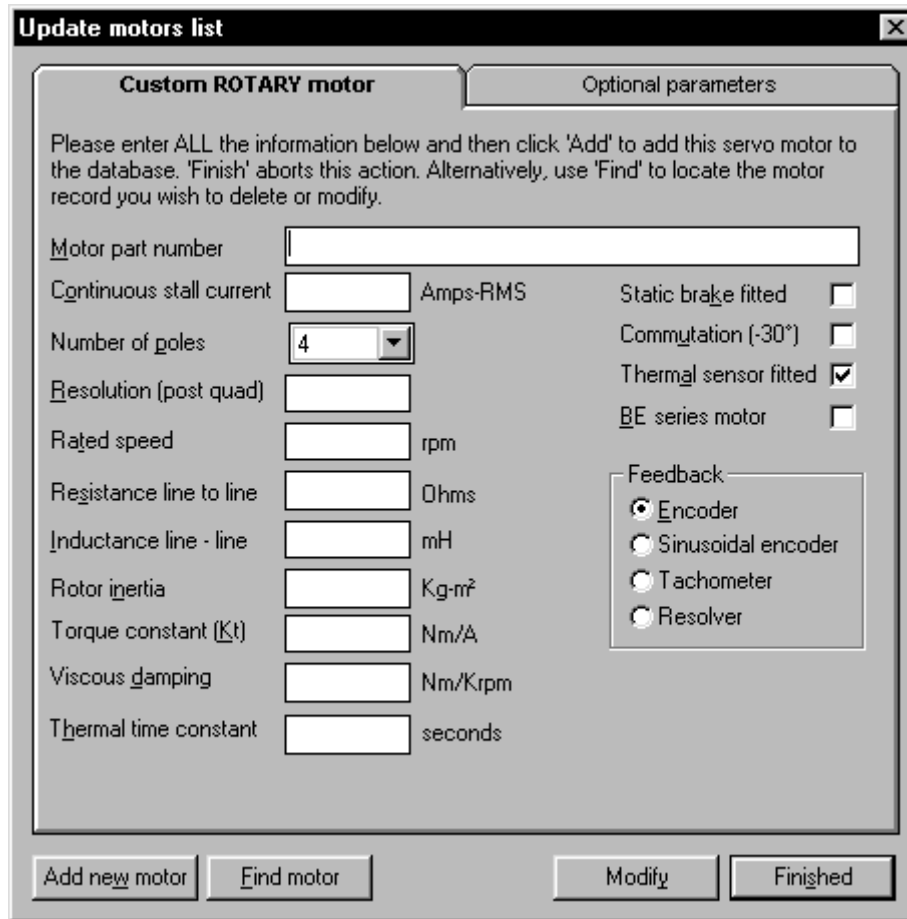 Update motors list
Custom ROTARY motor
Optional parameters
Please enter ALL the information below and then click 'Add' to add this servo motor to
the database. 'Finish' aborts this action. Alternatively, use 'Find' to locate the motor
record you wish to delete or modify.
Motor part number
Continuous stall current Amps-RMS
Number of poles 4
Resolution (post quad)
Rated speed rpm
Resistance line to line Ohms
Inductance line - line mH
Rotor inertia Kg-m²
Torque constant (Kt) Nm/A
Viscous damping Nm/Krpm
Thermal time constant seconds
Static brake fitted
Commutation (-30°)
Thermal sensor fitted
BE series motor
Feedback
Encoder
Sinusoidal encoder
Tachometer
Resolver
Add new motor
Find motor
Modify
Finished